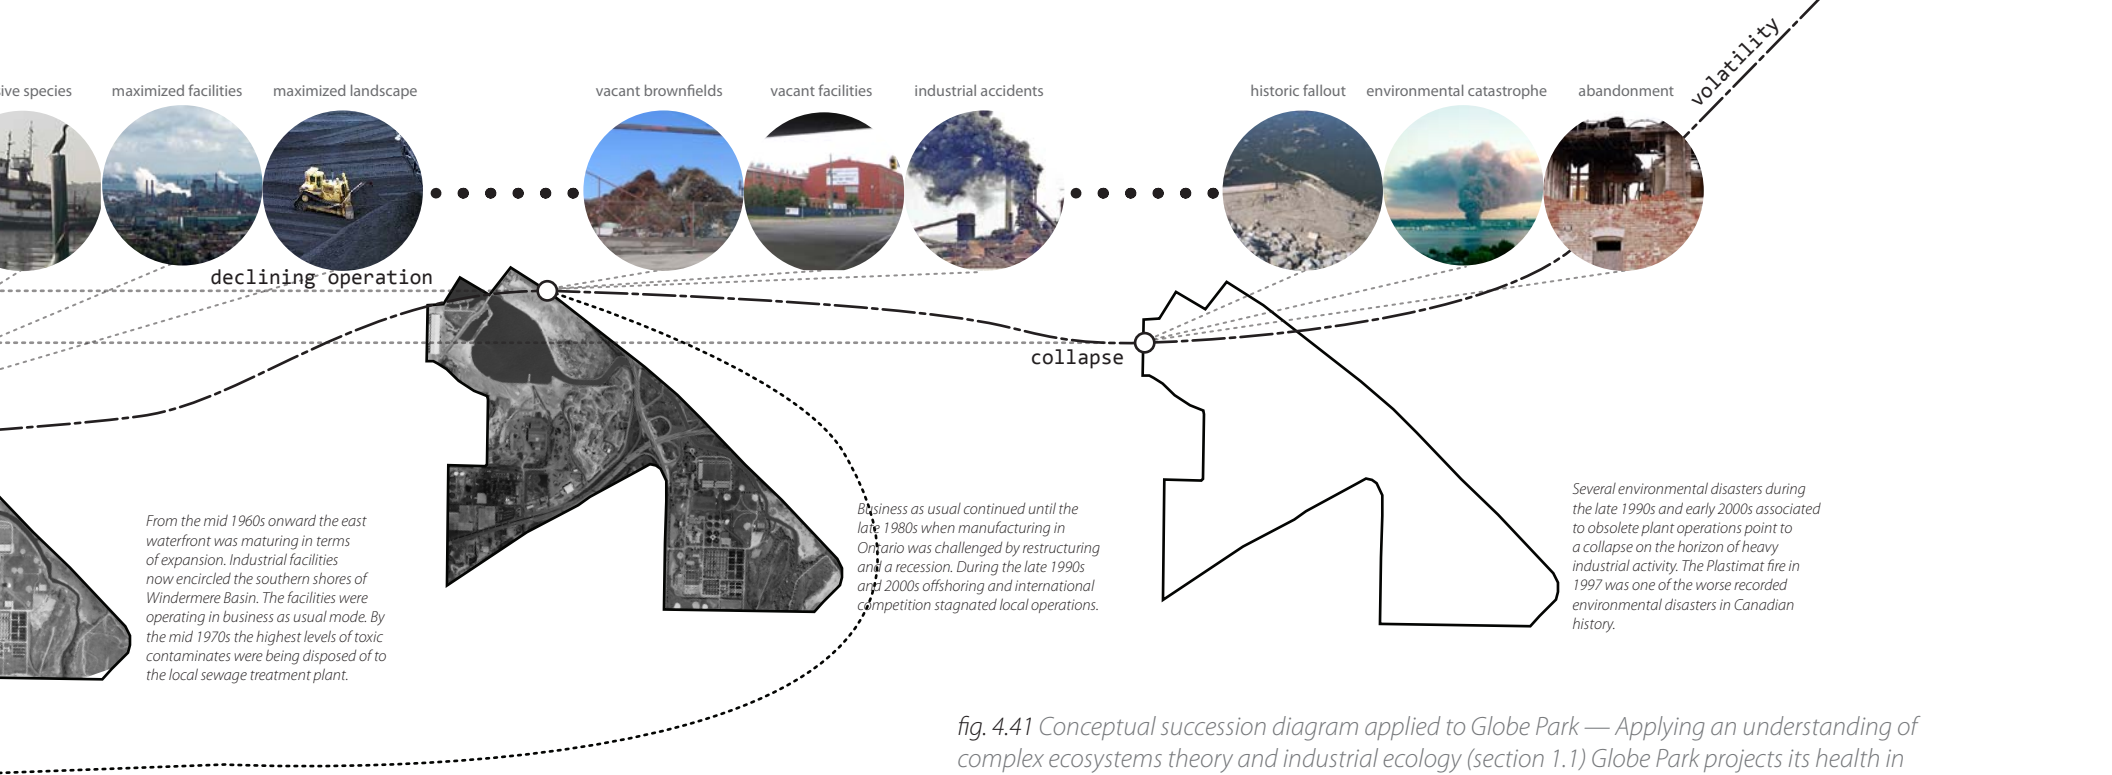 ive species
maximized facilities
maximized landscape
vacant brownfields
vacant facilities
industrial accidents
historic fallout
environmental catastrophe
abandonment
volatility
declining operation
collapse
From the mid 1960s onward the east
waterfront was maturing in terms
of expansion. Industrial facilities
now encircled the southern shores of
Windermere Basin. The facilities were
operating in business as usual mode. By
the mid 1970s the highest levels of toxic
contaminates were being disposed of to
the local sewage treatment plant.
Business as usual continued until the
late 1980s when manufacturing in
Ontario was challenged by restructuring
and a recession. During the late 1990s
and 2000s offshoring and international
competition stagnated local operations.
Several environmental disasters during
the late 1990s and early 2000s associated
to obsolete plant operations point to
a collapse on the horizon of heavy
industrial activity. The Plastimat fire in
1997 was one of the worse recorded
environmental disasters in Canadian
history.
fig. 4.41 Conceptual succession diagram applied to Globe Park — Applying an understanding of
complex ecosystems theory and industrial ecology (section 1.1) Globe Park projects its health in